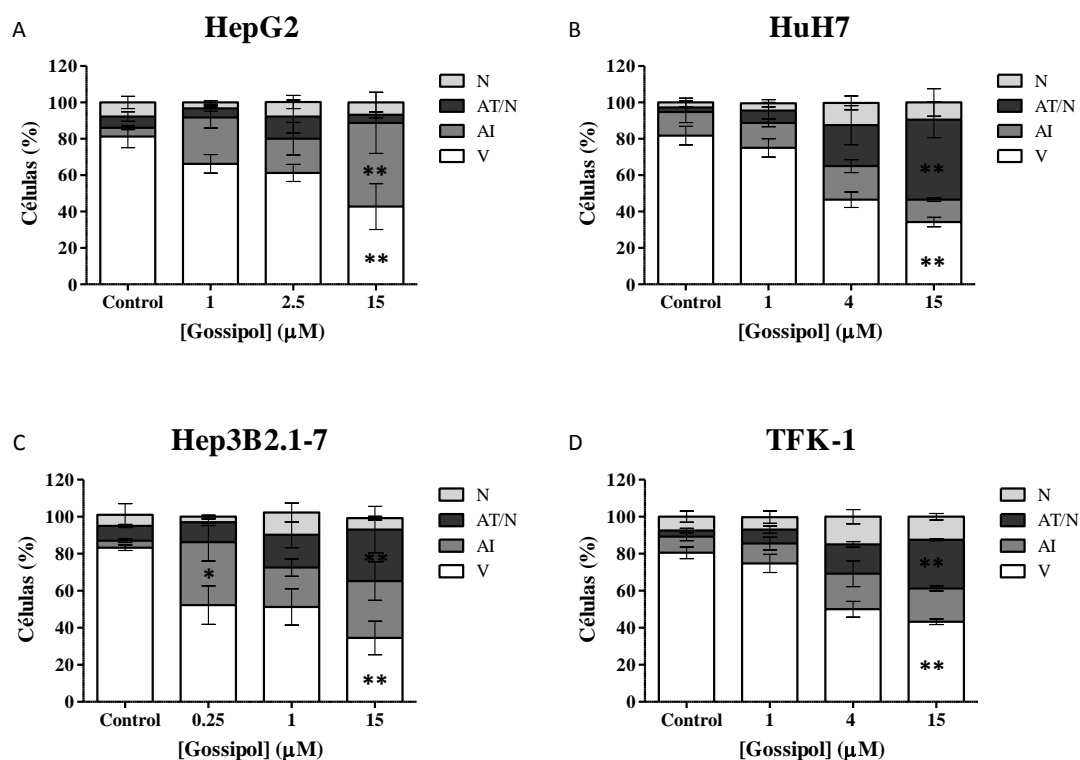 A
HepG2
120
100
80
60
40
20
0
Células (%)
**
**
Control 1 2.5 15
[Gossipol] (μM)
N
AT/N
AI
V
B
HuH7
120
100
80
60
40
20
0
Células (%)
**
**
Control 1 4 15
[Gossipol] (μM)
N
AT/N
AI
V
C
Hep3B2.1-7
120
100
80
60
40
20
0
Células (%)
**
*
**
Control 0.25 1 15
[Gossipol] (μM)
N
AT/N
AI
V
D
TFK-1
120
100
80
60
40
20
0
Células (%)
**
**
Control 1 4 15
[Gossipol] (μM)
N
AT/N
AI
V